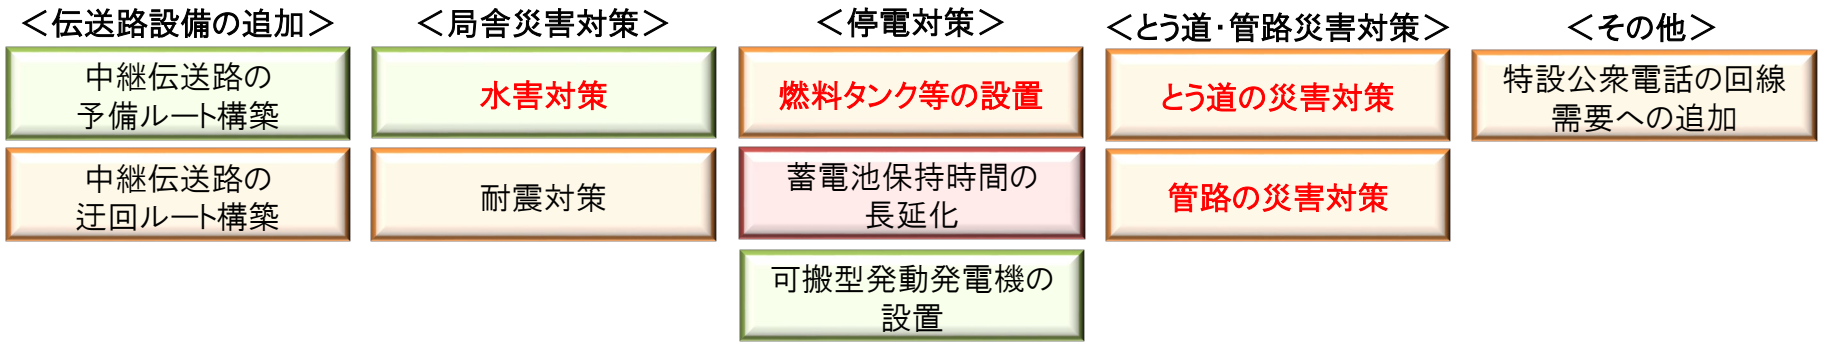 ＜伝送路設備の追加＞
中継伝送路の
予備ルート構築
中継伝送路の
迂回ルート構築
＜局舎災害対策＞
水害対策
耐震対策
＜停電対策＞
燃料タンク等の設置
蓄電池保持時間の
長延化
可搬型発動発電機の
設置
＜とう道・管路災害対策＞
とう道の災害対策
管路の災害対策
＜その他＞
特設公衆電話の回線
需要への追加